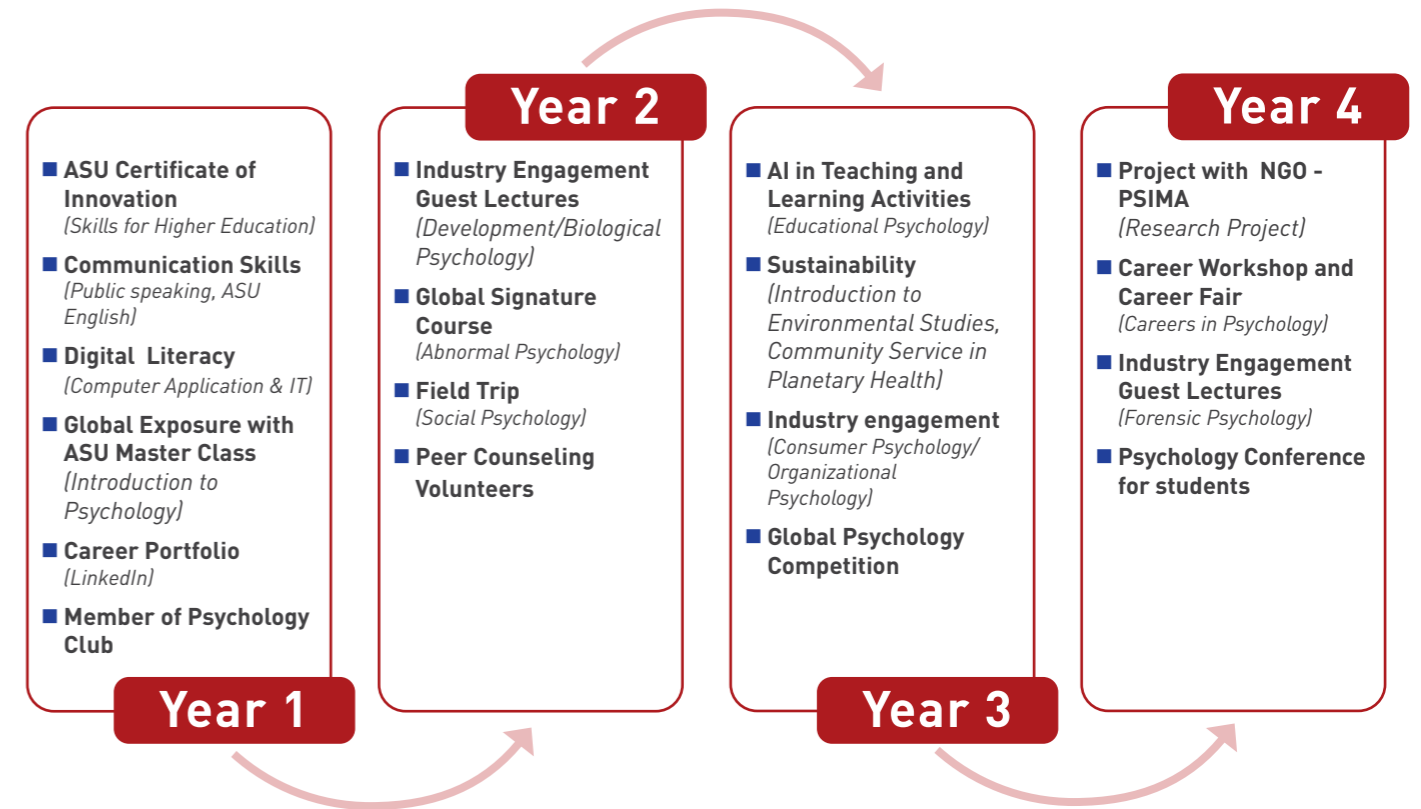 Year 1
ASU Certificate of
Innovation
(Skills for Higher Education)
Communication Skills
(Public speaking, ASU
English)
Digital Literacy
(Computer Application & IT)
Global Exposure with
ASU Master Class
(Introduction to
Psychology)
Career Portfolio
(LinkedIn)
Member of Psychology
Club
Year 2
Industry Engagement
Guest Lectures
(Development/Biological
Psychology)
Global Signature
Course
(Abnormal Psychology)
Field Trip
(Social Psychology)
Peer Counseling
Volunteers
Year 3
AI in Teaching and
Learning Activities
(Educational Psychology)
Sustainability
(Introduction to
Environmental Studies,
Community Service in
Planetary Health)
Industry engagement
(Consumer Psychology/
Organizational
Psychology)
Global Psychology
Competition
Year 4
Project with NGO -
PSIMA
(Research Project)
Career Workshop and
Career Fair
(Careers in Psychology)
Industry Engagement
Guest Lectures
(Forensic Psychology)
Psychology Conference
for students